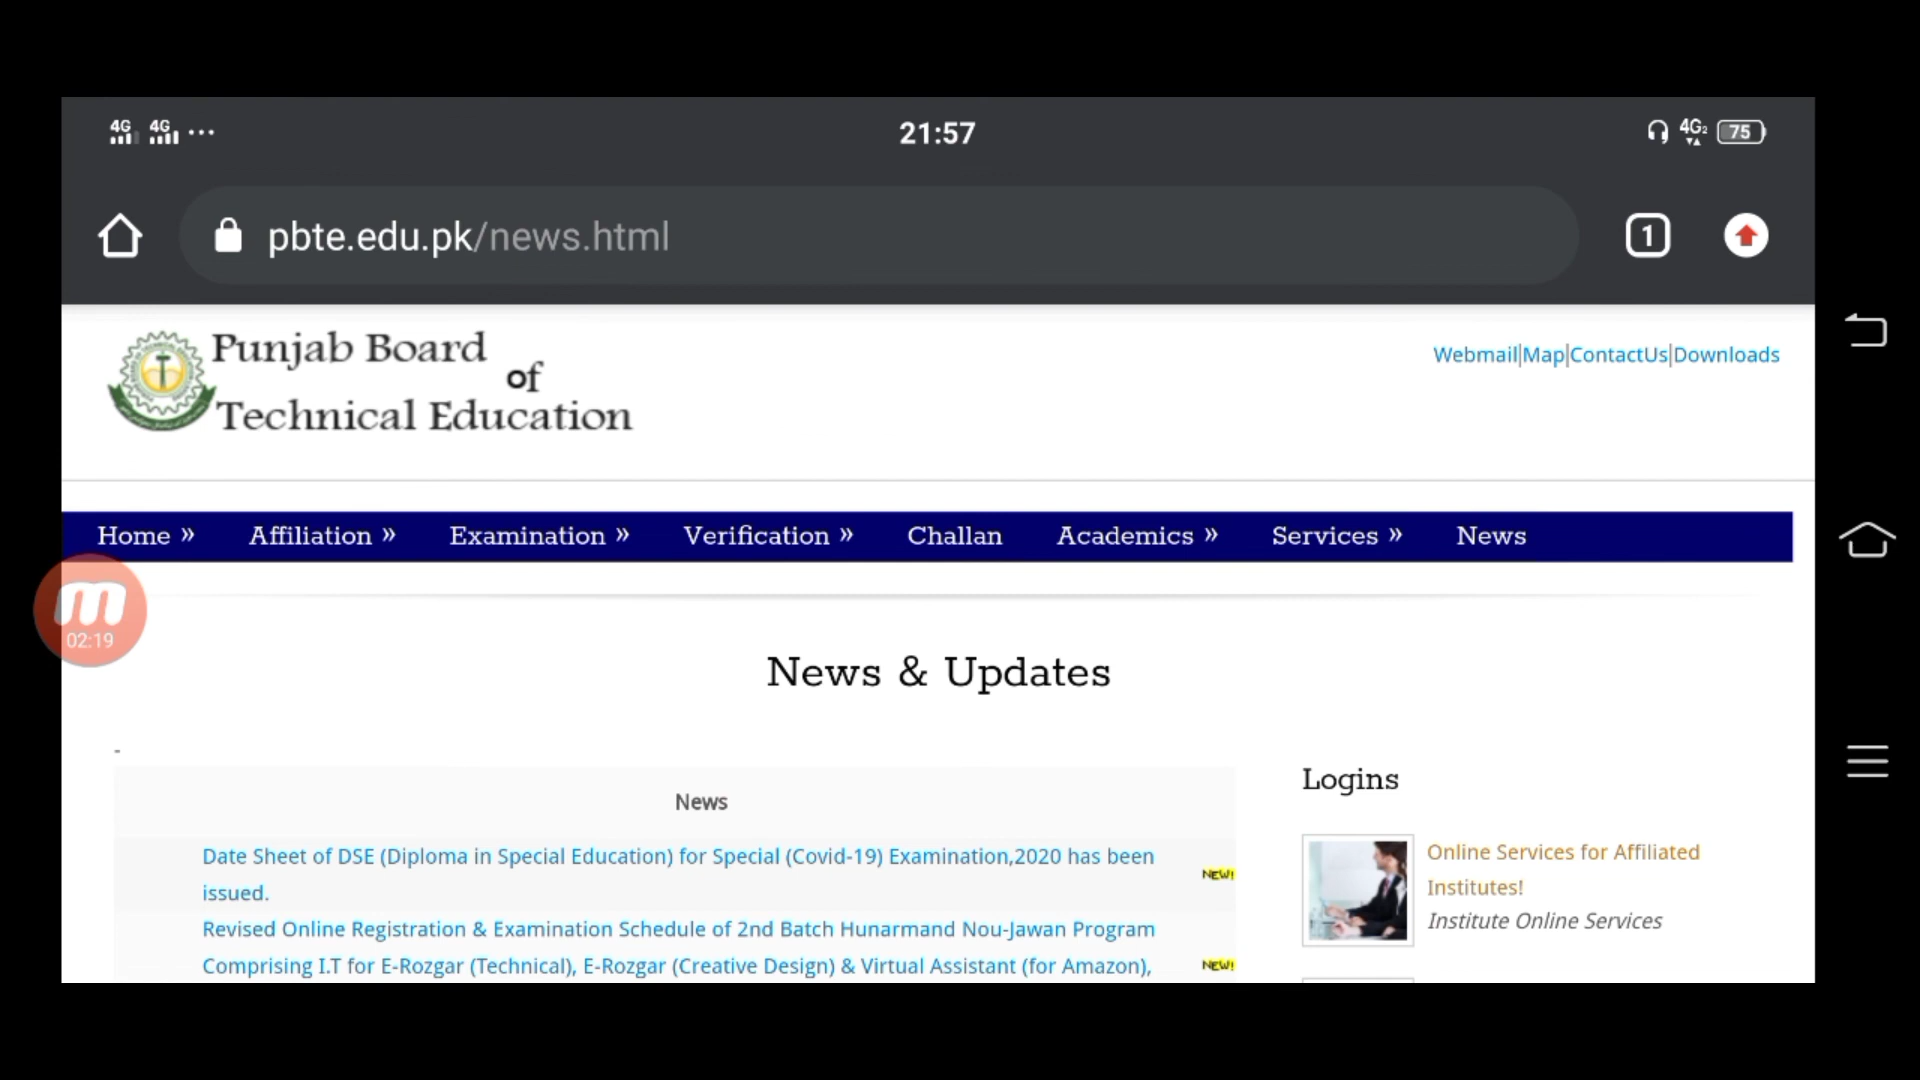 4G 4G ...
21:57
4G2 75
pbte.edu.pk/news.html
1
Punjab Board
of
Technical Education
Webmail|Map|ContactUs|Downloads
Home » Affiliation » Examination » Verification » Challan Academics » Services » News
m
02:19
News & Updates
-
News
Logins
Date Sheet of DSE (Diploma in Special Education) for Special (Covid-19) Examination,2020 has been
issued.
NEW!
Revised Online Registration & Examination Schedule of 2nd Batch Hunarmand Nou-Jawan Program
Comprising I.T for E-Rozgar (Technical), E-Rozgar (Creative Design) & Virtual Assistant (for Amazon),
NEW!
Online Services for Affiliated
Institutes!
Institute Online Services